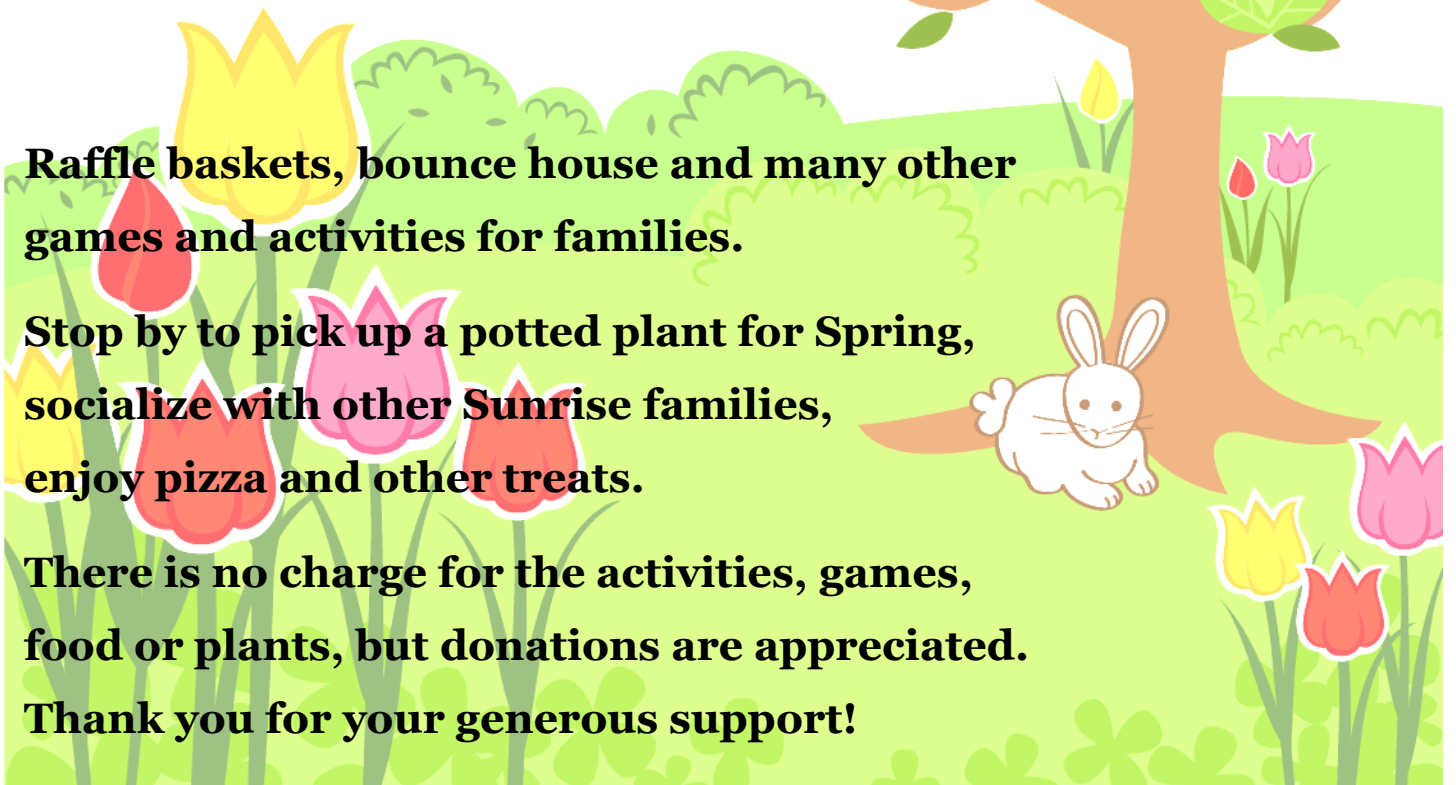 Raffle baskets, bounce house and many other
games and activities for families.
Stop by to pick up a potted plant for Spring,
socialize with other Sunrise families,
enjoy pizza and other treats.
There is no charge for the activities, games,
food or plants, but donations are appreciated.
Thank you for your generous support!